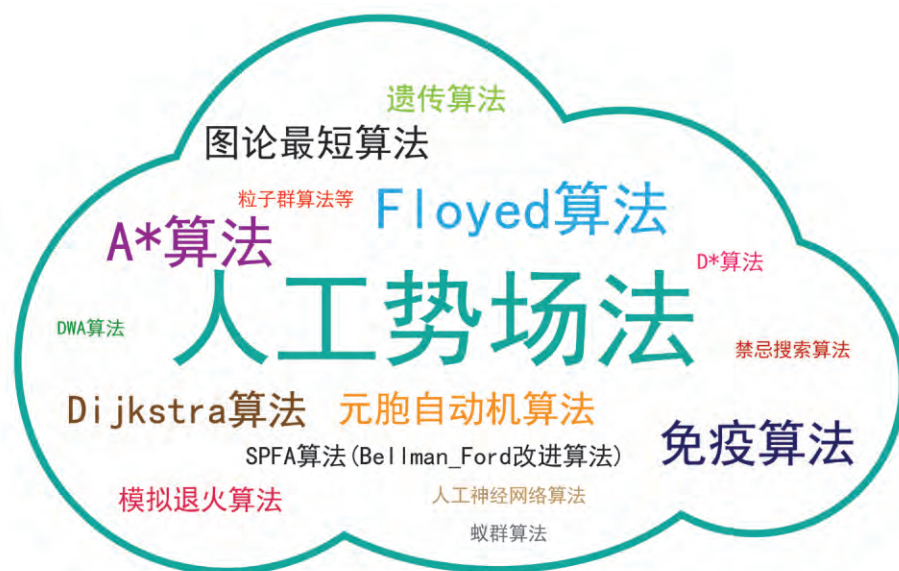 遗传算法
图论最短算法
粒子群算法等
Floyed算法
A*算法
D*算法
人工势场法
DWA算法
禁忌搜索算法
Dijkstra算法
元胞自动机算法
免疫算法
SPFA算法(Bellman_Ford改进算法)
模拟退火算法
人工神经网络算法
蚁群算法